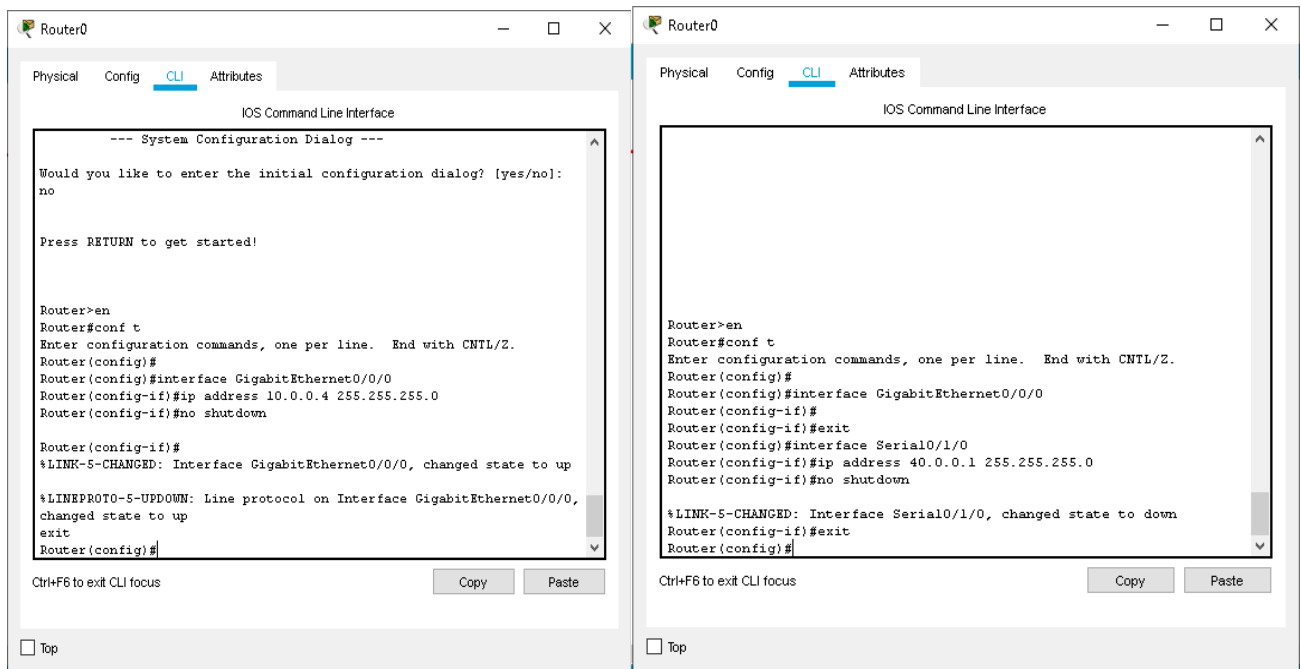 Router0
Physical Config CLI Attributes
IOS Command Line Interface
--- System Configuration Dialog ---
Would you like to enter the initial configuration dialog? [yes/no]:
no
Press RETURN to get started!
Router>en
Router#conf t
Enter configuration commands, one per line. End with CNTL/Z.
Router(config)#
Router(config)#interface GigabitEthernet0/0/0
Router(config-if)#ip address 10.0.0.4 255.255.255.0
Router(config-if)#no shutdown
Router(config-if)#
%LINK-5-CHANGED: Interface GigabitEthernet0/0/0, changed state to up
%LINEPROTO-5-UPDOWN: Line protocol on Interface GigabitEthernet0/0/0,
changed state to up
exit
Router(config)#
Ctrl+F6 to exit CLI focus
Copy Paste
Top
Router0
Physical Config CLI Attributes
IOS Command Line Interface
Router>en
Router#conf t
Enter configuration commands, one per line. End with CNTL/Z.
Router(config)#
Router(config)#interface GigabitEthernet0/0/0
Router(config-if)#
Router(config-if)#exit
Router(config)#interface Serial0/1/0
Router(config-if)#ip address 40.0.0.1 255.255.255.0
Router(config-if)#no shutdown
%LINK-5-CHANGED: Interface Serial0/1/0, changed state to down
Router(config-if)#exit
Router(config)#
Ctrl+F6 to exit CLI focus
Copy Paste
Top